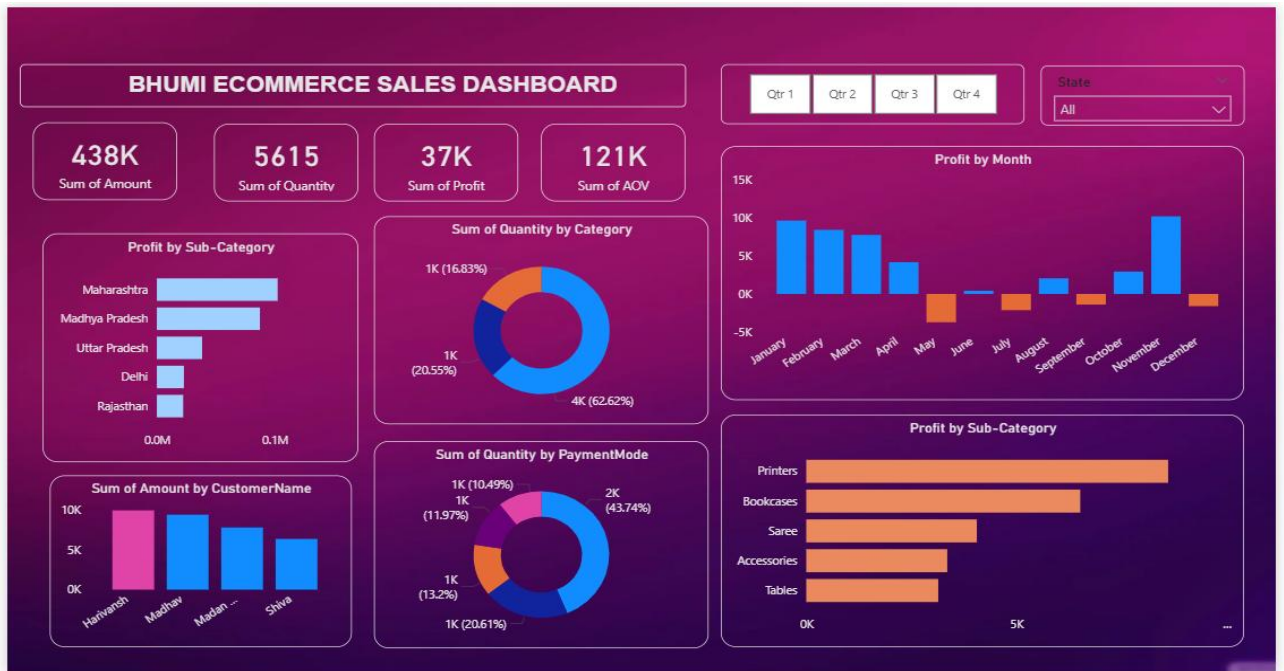 BHUMI ECOMMERCE SALES DASHBOARD
Qtr 1
Qtr 2
Qtr 3
Qtr 4
State
All
438K
Sum of Amount
5615
Sum of Quantity
37K
Sum of Profit
121K
Sum of AOV
Profit by Month
15K
10K
5K
0K
-5K
January
February
March
April
May
June
July
August
September
October
November
December
Profit by Sub-Category
Maharashtra
Madhya Pradesh
Uttar Pradesh
Delhi
Rajasthan
0.0M
0.1M
Sum of Quantity by Category
1K (16.83%)
1K
(20.55%)
4K (62.62%)
Sum of Amount by CustomerName
10K
5K
0K
Harivansh
Madhav
Madan ...
Shiva
Sum of Quantity by PaymentMode
1K (10.49%)
1K
(11.97%)
2K
(43.74%)
1K
(13.2%)
1K (20.61%)
Profit by Sub-Category
Printers
Bookcases
Saree
Accessories
Tables
0K
5K
...